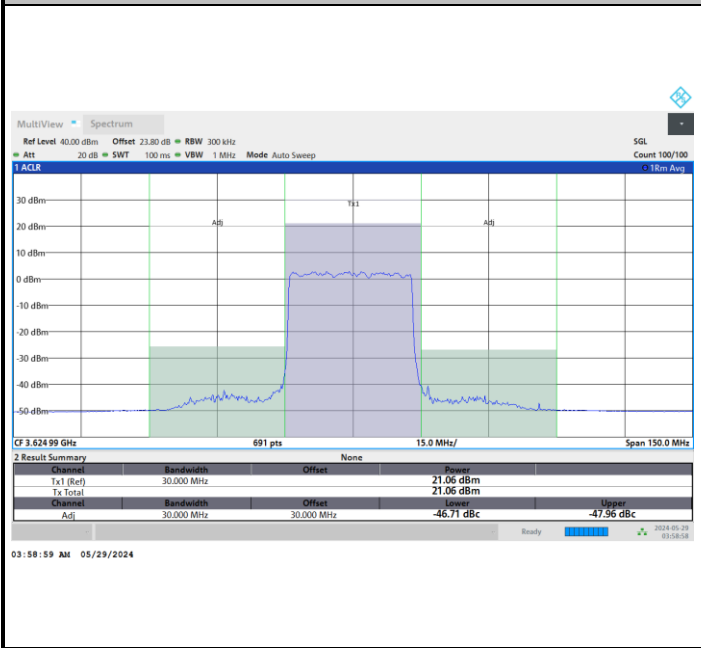 MultiView Spectrum
Ref Level 40.00 dBm Offset 23.80 dB RBW 300 kHz SGL
Att 20 dB SWT 100 ms VBW 1 MHz Mode Auto Sweep Count 100/100
1 ACLR 1Rm Avg
30 dBm
Tx1
20 dBm
Adj Adj
10 dBm
0 dBm
-10 dBm
-20 dBm
-30 dBm
-40 dBm
-50 dBm
CF 3.624 99 GHz 691 pts 15.0 MHz/ Span 150.0 MHz
2 Result Summary None
Channel Bandwidth Offset Power
Tx1 (Ref) 30.000 MHz 21.06 dBm
Tx Total 21.06 dBm
Channel Bandwidth Offset Lower Upper
Adj 30.000 MHz 30.000 MHz -46.71 dBc -47.96 dBc
Ready 2024-05-29
03:58:58
03:58:59 AM 05/29/2024